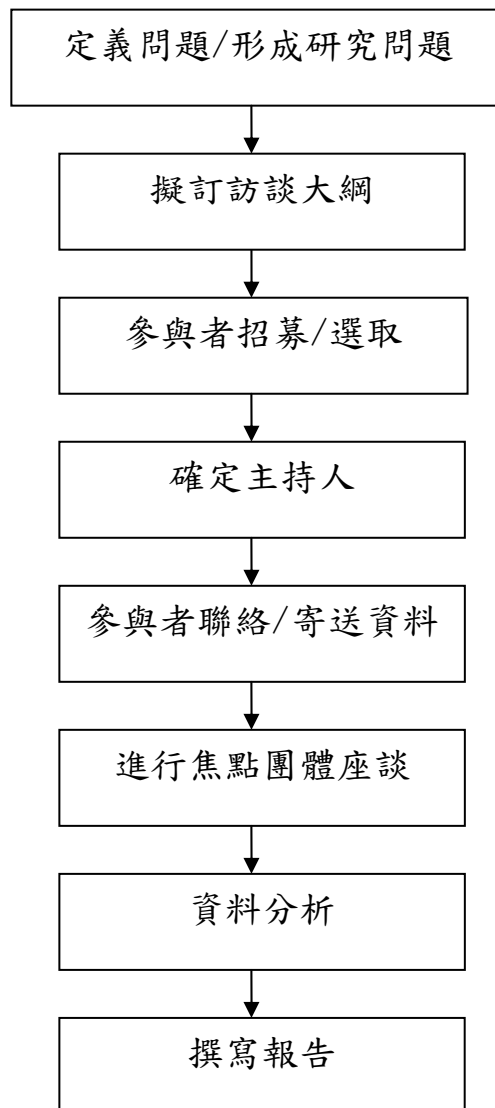 定義問題/形成研究問題
擬訂訪談大綱
參與者招募/選取
確定主持人
參與者聯絡/寄送資料
進行焦點團體座談
資料分析
撰寫報告